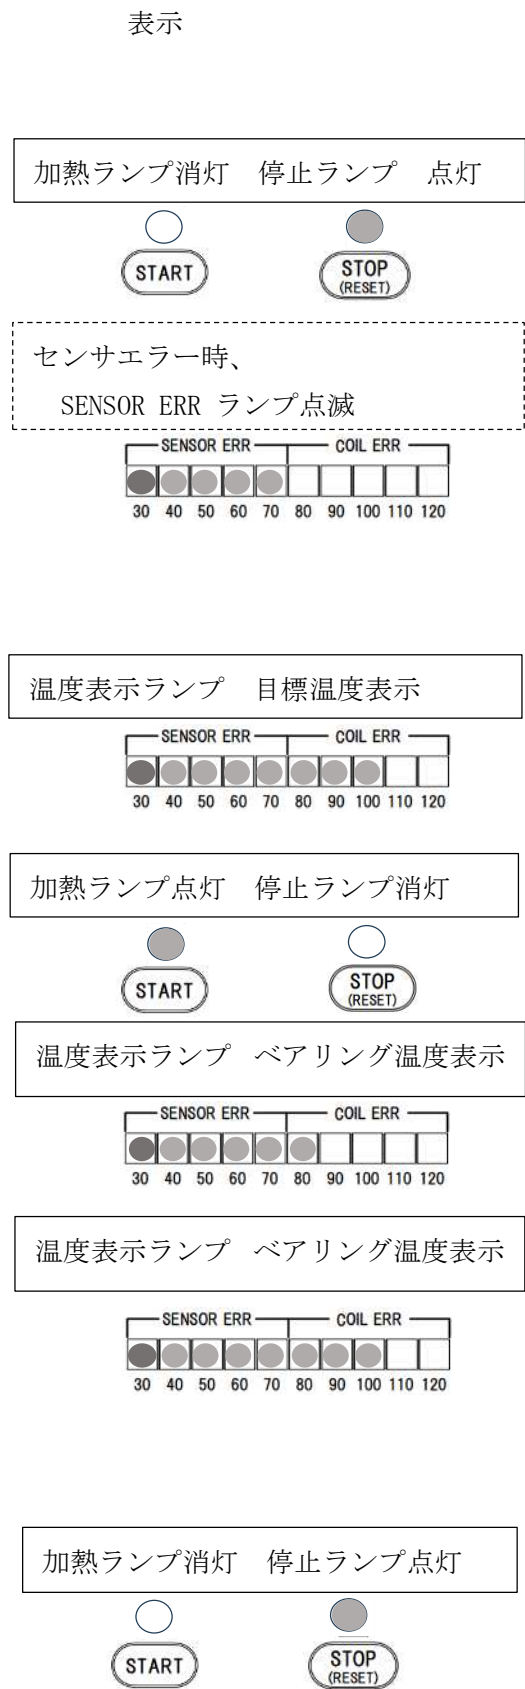 表示
加熱ランプ消灯　停止ランプ　点灯
START STOP
(RESET)
センサエラー時、
SENSOR ERR ランプ点滅
SENSOR ERR COIL ERR
30 40 50 60 70 80 90 100 110 120
温度表示ランプ　目標温度表示
SENSOR ERR COIL ERR
30 40 50 60 70 80 90 100 110 120
加熱ランプ点灯　停止ランプ消灯
START STOP
(RESET)
温度表示ランプ　ベアリング温度表示
SENSOR ERR COIL ERR
30 40 50 60 70 80 90 100 110 120
温度表示ランプ　ベアリング温度表示
SENSOR ERR COIL ERR
30 40 50 60 70 80 90 100 110 120
加熱ランプ消灯　停止ランプ点灯
START STOP
(RESET)